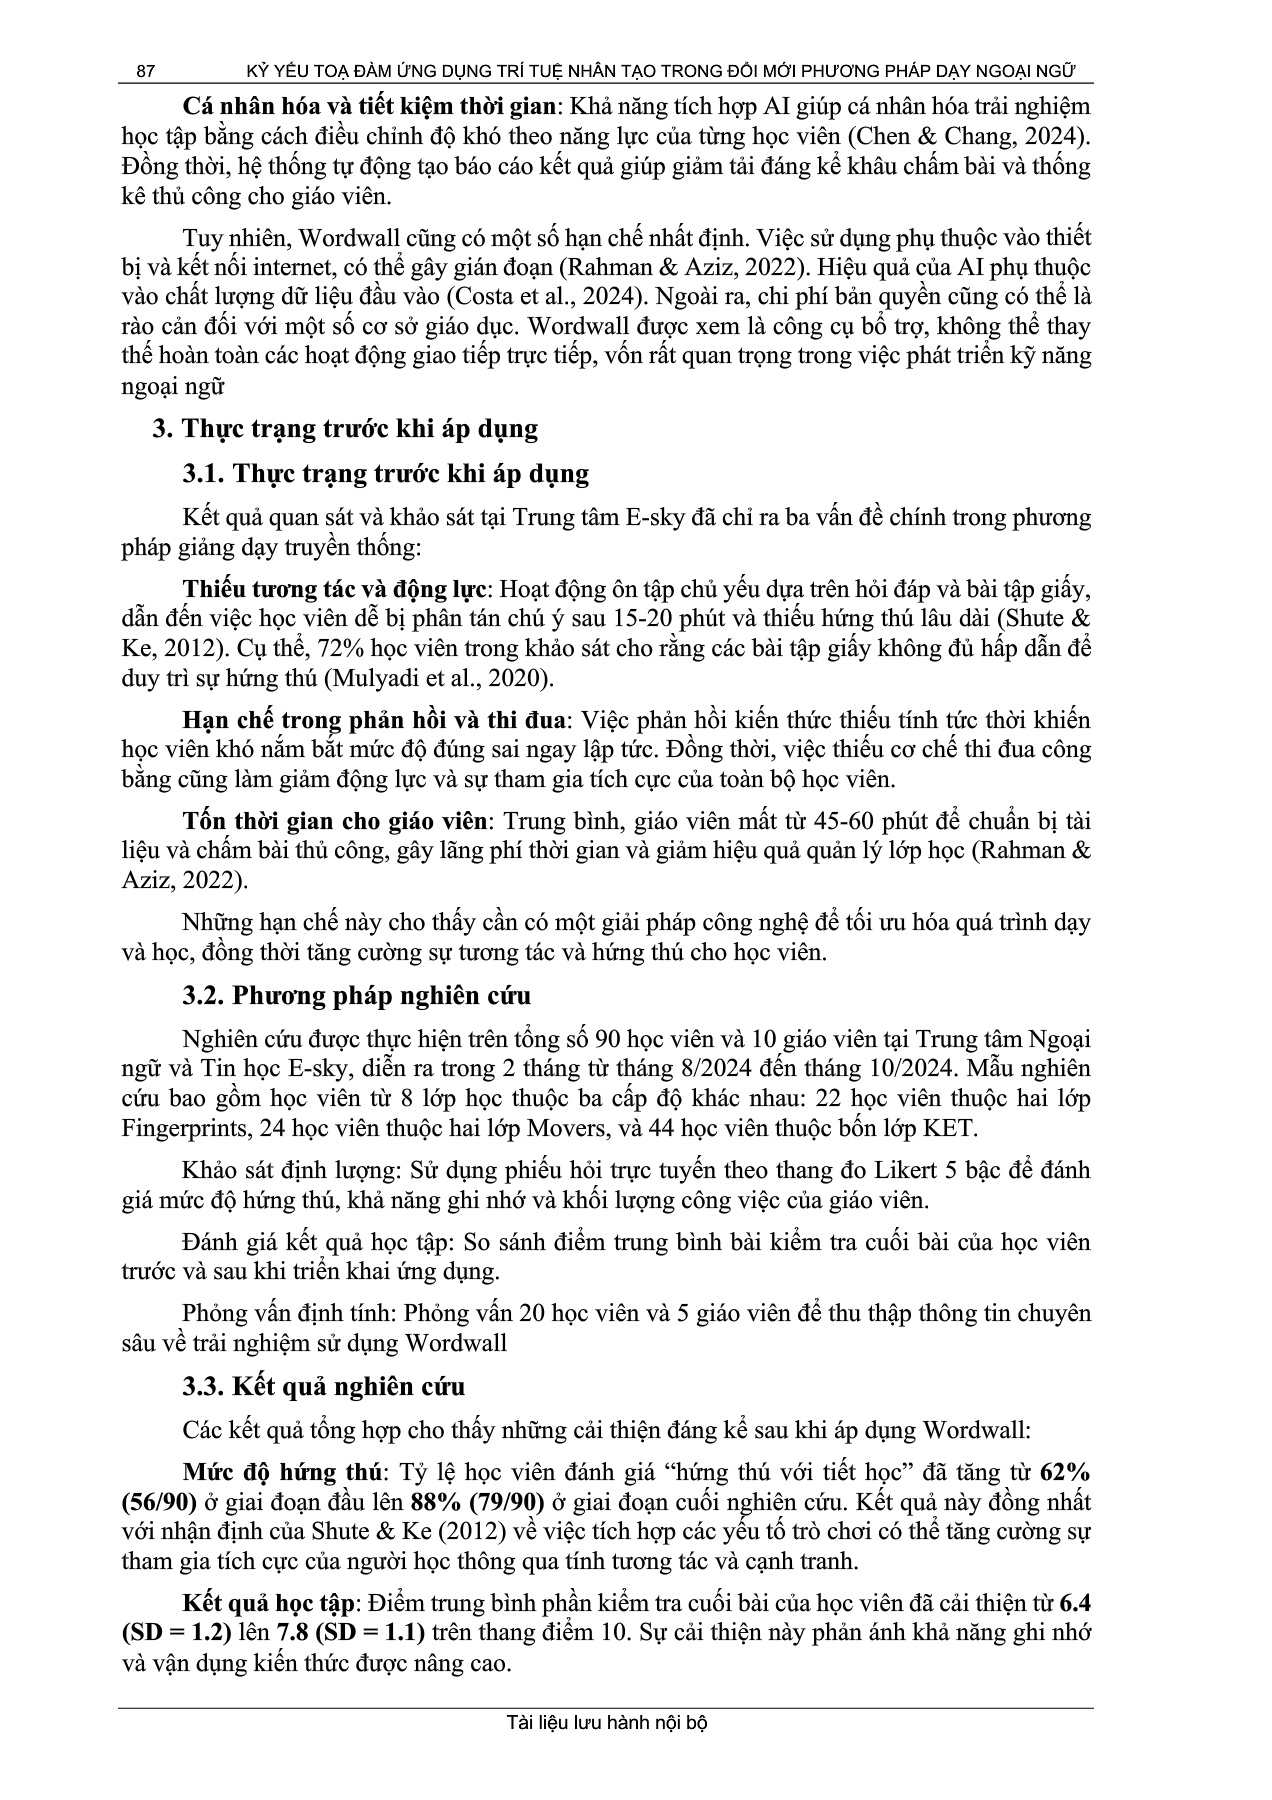 87 KỶ YẾU TOẠ ĐÀM ỨNG DỤNG TRÍ TUỆ NHÂN TẠO TRONG ĐỔI MỚI PHƯƠNG PHÁP DẠY NGOẠI NGỮ
Cá nhân hóa và tiết kiệm thời gian: Khả năng tích hợp AI giúp cá nhân hóa trải nghiệm
học tập bằng cách điều chỉnh độ khó theo năng lực của từng học viên (Chen & Chang, 2024).
Đồng thời, hệ thống tự động tạo báo cáo kết quả giúp giảm tải đáng kể khâu chấm bài và thống
kê thủ công cho giáo viên.
Tuy nhiên, Wordwall cũng có một số hạn chế nhất định. Việc sử dụng phụ thuộc vào thiết
bị và kết nối internet, có thể gây gián đoạn (Rahman & Aziz, 2022). Hiệu quả của AI phụ thuộc
vào chất lượng dữ liệu đầu vào (Costa et al., 2024). Ngoài ra, chi phí bản quyền cũng có thể là
rào cản đối với một số cơ sở giáo dục. Wordwall được xem là công cụ bổ trợ, không thể thay
thế hoàn toàn các hoạt động giao tiếp trực tiếp, vốn rất quan trọng trong việc phát triển kỹ năng
ngoại ngữ
3. Thực trạng trước khi áp dụng
3.1. Thực trạng trước khi áp dụng
Kết quả quan sát và khảo sát tại Trung tâm E-sky đã chỉ ra ba vấn đề chính trong phương
pháp giảng dạy truyền thống:
Thiếu tương tác và động lực: Hoạt động ôn tập chủ yếu dựa trên hỏi đáp và bài tập giấy,
dẫn đến việc học viên dễ bị phân tán chú ý sau 15-20 phút và thiếu hứng thú lâu dài (Shute &
Ke, 2012). Cụ thể, 72% học viên trong khảo sát cho rằng các bài tập giấy không đủ hấp dẫn để
duy trì sự hứng thú (Mulyadi et al., 2020).
Hạn chế trong phản hồi và thi đua: Việc phản hồi kiến thức thiếu tính tức thời khiến
học viên khó nắm bắt mức độ đúng sai ngay lập tức. Đồng thời, việc thiếu cơ chế thi đua công
bằng cũng làm giảm động lực và sự tham gia tích cực của toàn bộ học viên.
Tốn thời gian cho giáo viên: Trung bình, giáo viên mất từ 45-60 phút để chuẩn bị tài
liệu và chấm bài thủ công, gây lãng phí thời gian và giảm hiệu quả quản lý lớp học (Rahman &
Aziz, 2022).
Những hạn chế này cho thấy cần có một giải pháp công nghệ để tối ưu hóa quá trình dạy
và học, đồng thời tăng cường sự tương tác và hứng thú cho học viên.
3.2. Phương pháp nghiên cứu
Nghiên cứu được thực hiện trên tổng số 90 học viên và 10 giáo viên tại Trung tâm Ngoại
ngữ và Tin học E-sky, diễn ra trong 2 tháng từ tháng 8/2024 đến tháng 10/2024. Mẫu nghiên
cứu bao gồm học viên từ 8 lớp học thuộc ba cấp độ khác nhau: 22 học viên thuộc hai lớp
Fingerprints, 24 học viên thuộc hai lớp Movers, và 44 học viên thuộc bốn lớp KET.
Khảo sát định lượng: Sử dụng phiếu hỏi trực tuyến theo thang đo Likert 5 bậc để đánh
giá mức độ hứng thú, khả năng ghi nhớ và khối lượng công việc của giáo viên.
Đánh giá kết quả học tập: So sánh điểm trung bình bài kiểm tra cuối bài của học viên
trước và sau khi triển khai ứng dụng.
Phỏng vấn định tính: Phỏng vấn 20 học viên và 5 giáo viên để thu thập thông tin chuyên
sâu về trải nghiệm sử dụng Wordwall
3.3. Kết quả nghiên cứu
Các kết quả tổng hợp cho thấy những cải thiện đáng kể sau khi áp dụng Wordwall:
Mức độ hứng thú: Tỷ lệ học viên đánh giá “hứng thú với tiết học” đã tăng từ 62%
(56/90) ở giai đoạn đầu lên 88% (79/90) ở giai đoạn cuối nghiên cứu. Kết quả này đồng nhất
với nhận định của Shute & Ke (2012) về việc tích hợp các yếu tố trò chơi có thể tăng cường sự
tham gia tích cực của người học thông qua tính tương tác và cạnh tranh.
Kết quả học tập: Điểm trung bình phần kiểm tra cuối bài của học viên đã cải thiện từ 6.4
(SD = 1.2) lên 7.8 (SD = 1.1) trên thang điểm 10. Sự cải thiện này phản ánh khả năng ghi nhớ
và vận dụng kiến thức được nâng cao.
Tài liệu lưu hành nội bộ